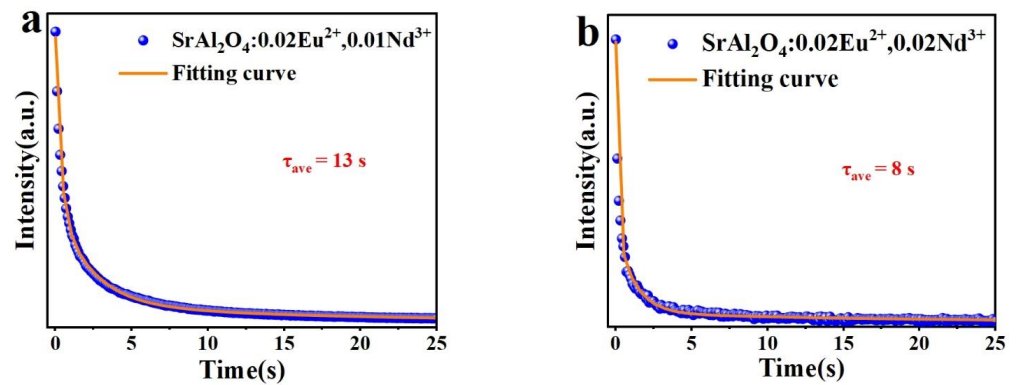 a
SrAl₂O₄:0.02Eu²⁺,0.01Nd³⁺
Fitting curve
τave = 13 s
Intensity(a.u.)
0 5 10 15 20 25
Time(s)
b
SrAl₂O₄:0.02Eu²⁺,0.02Nd³⁺
Fitting curve
τave = 8 s
Intensity(a.u.)
0 5 10 15 20 25
Time(s)